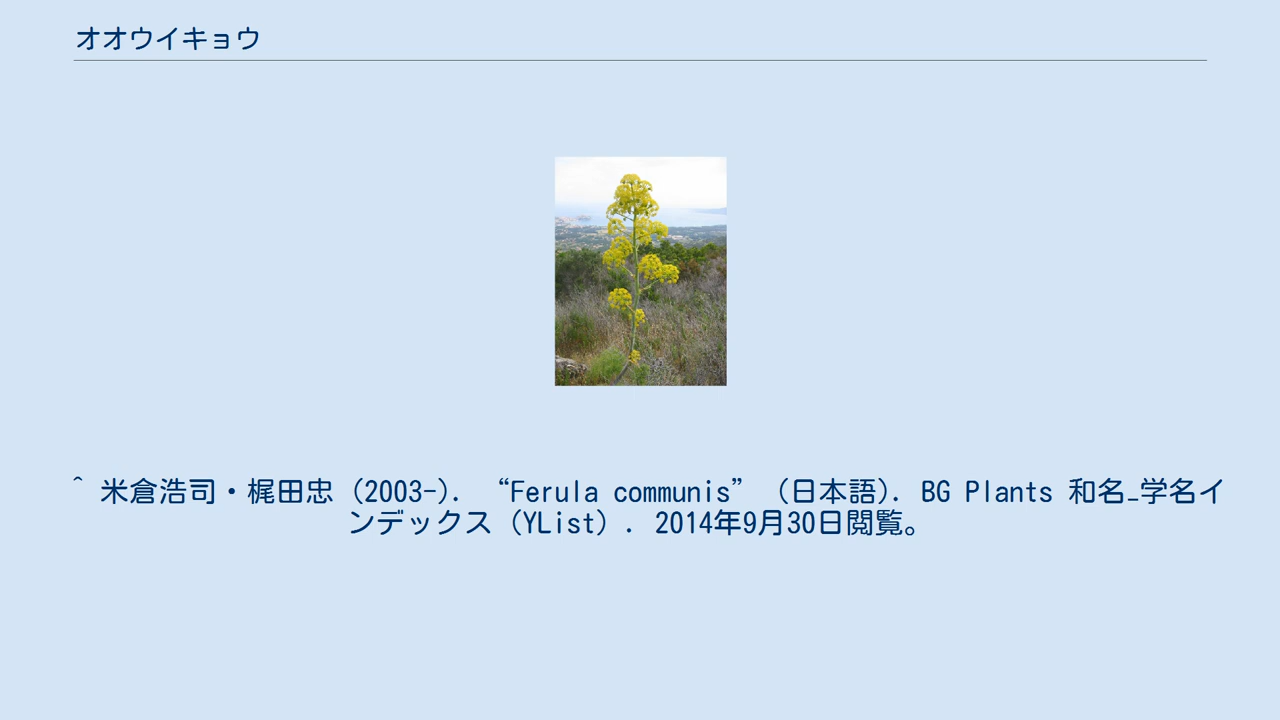 オオウイキョウ
^ 米倉浩司・梶田忠 (2003-). “Ferula communis” (日本語). BG Plants 和名−学名イ
ンデックス(YList). 2014年9月30日閲覧。